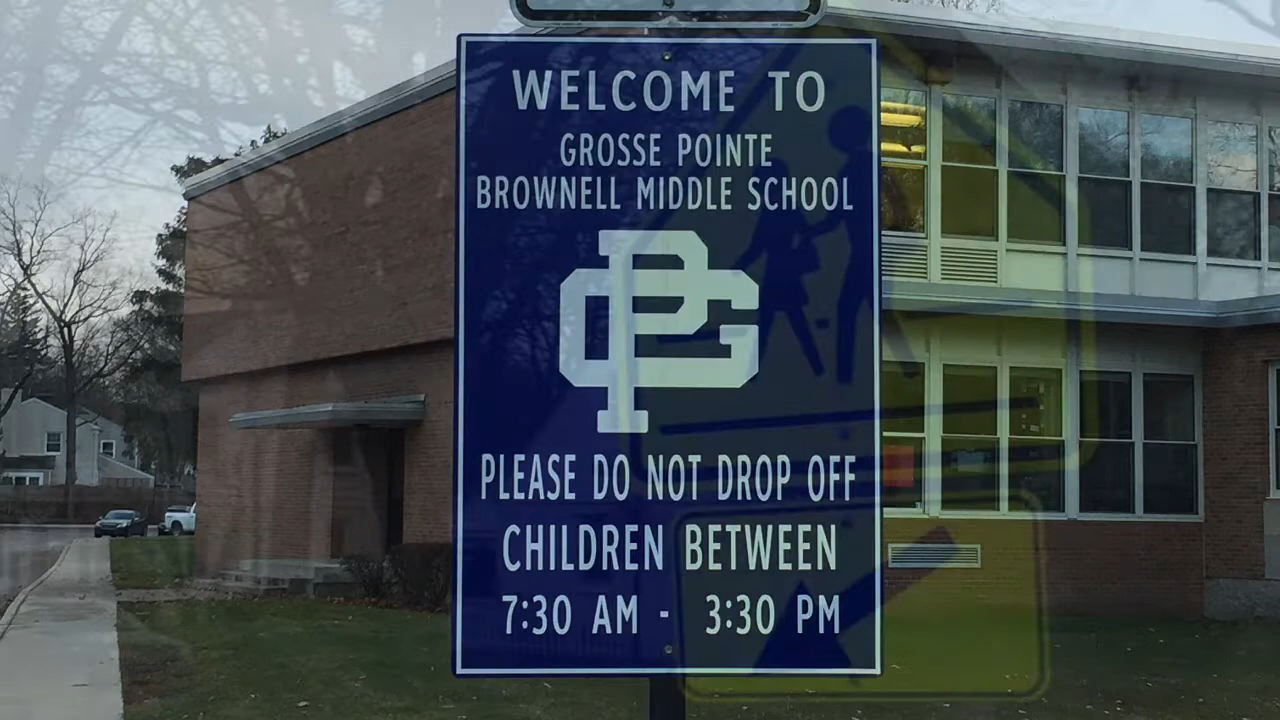 WELCOME TO
GROSSE POINTE
BROWNELL MIDDLE SCHOOL
GP
PLEASE DO NOT DROP OFF
CHILDREN BETWEEN
7:30 AM - 3:30 PM